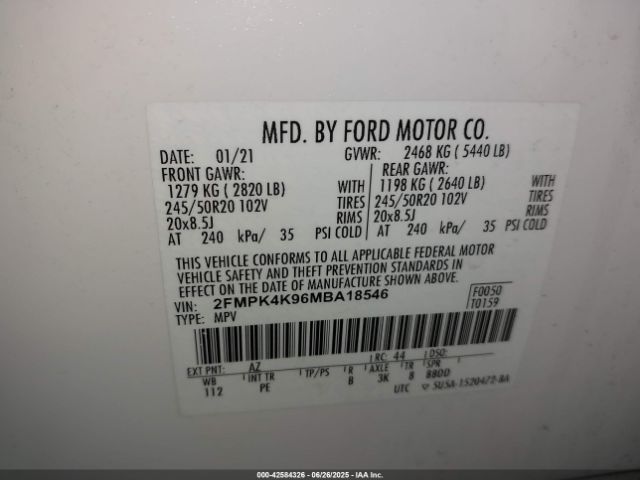 MFD. BY FORD MOTOR CO.
DATE: 01/21 GVWR: 2468 KG ( 5440 LB)
FRONT GAWR: REAR GAWR:
1279 KG ( 2820 LB) WITH 1198 KG ( 2640 LB) WITH
245/50R20 102V TIRES 245/50R20 102V TIRES
20x8.5J RIMS 20x8.5J RIMS
AT 240 kPa/ 35 PSI COLD AT 240 kPa/ 35 PSI COLD
THIS VEHICLE CONFORMS TO ALL APPLICABLE FEDERAL MOTOR
VEHICLE SAFETY AND THEFT PREVENTION STANDARDS IN
EFFECT ON THE DATE OF MANUFACTURE SHOWN ABOVE.
VIN: 2FMPK4K96MBA18546 F0050
TYPE: MPV T0159
EXT PNT: AZ RC: 44 DSO:
WB INT TR TP/PS R AXLE TR SPR
112 PE B 3K 8 BBDD
UTC 5U5A-1520472-BA
000-42584326 | 06/26/2025 | IAA Inc.